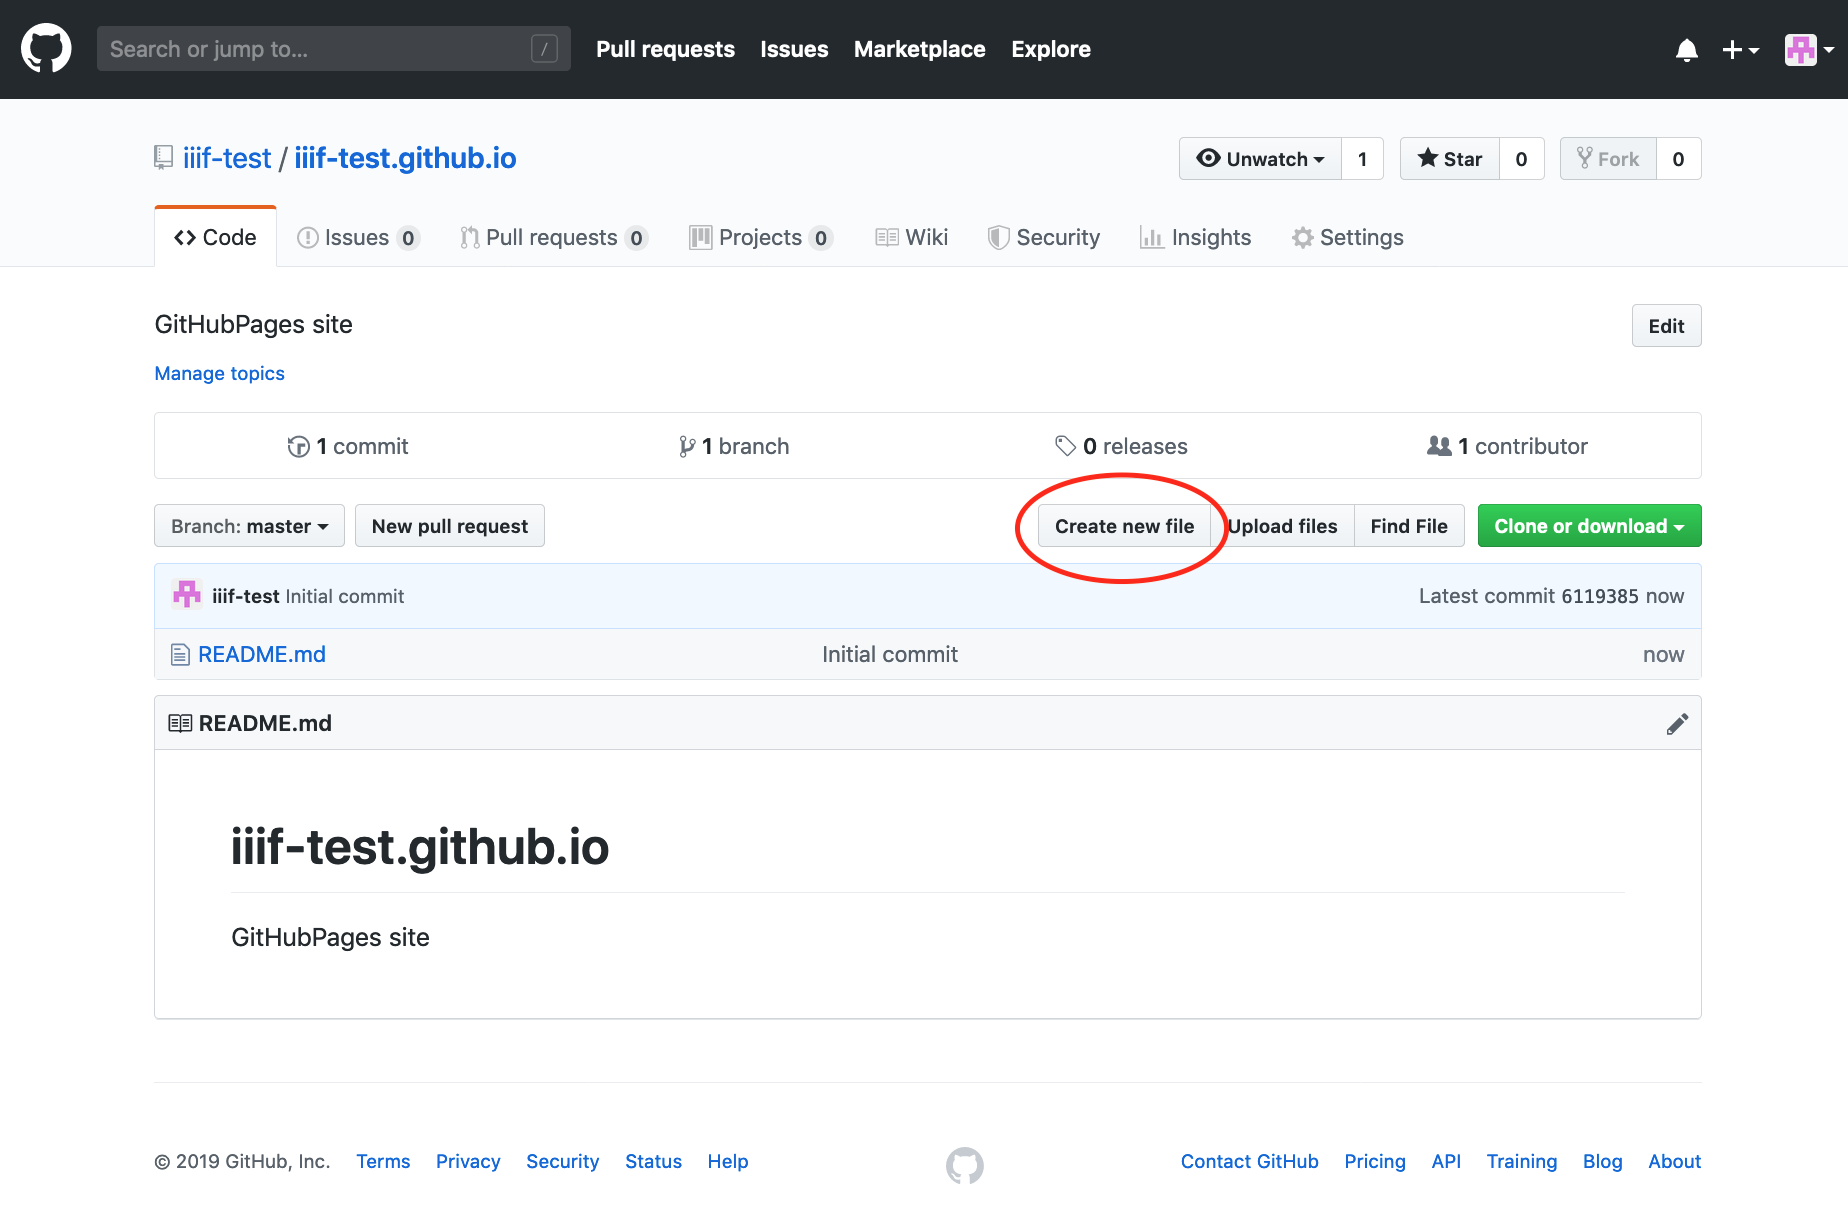 Search or jump to... / Pull requests Issues Marketplace Explore
iiif-test / iiif-test.github.io Unwatch 1 Star 0 Fork 0
Code Issues 0 Pull requests 0 Projects 0 Wiki Security Insights Settings
GitHubPages site Edit
Manage topics
1 commit 1 branch 0 releases 1 contributor
Branch: master New pull request Create new file Upload files Find File Clone or download
iiif-test Initial commit Latest commit 6119385 now
README.md Initial commit now
README.md
iiif-test.github.io
GitHubPages site
© 2019 GitHub, Inc. Terms Privacy Security Status Help Contact GitHub Pricing API Training Blog About